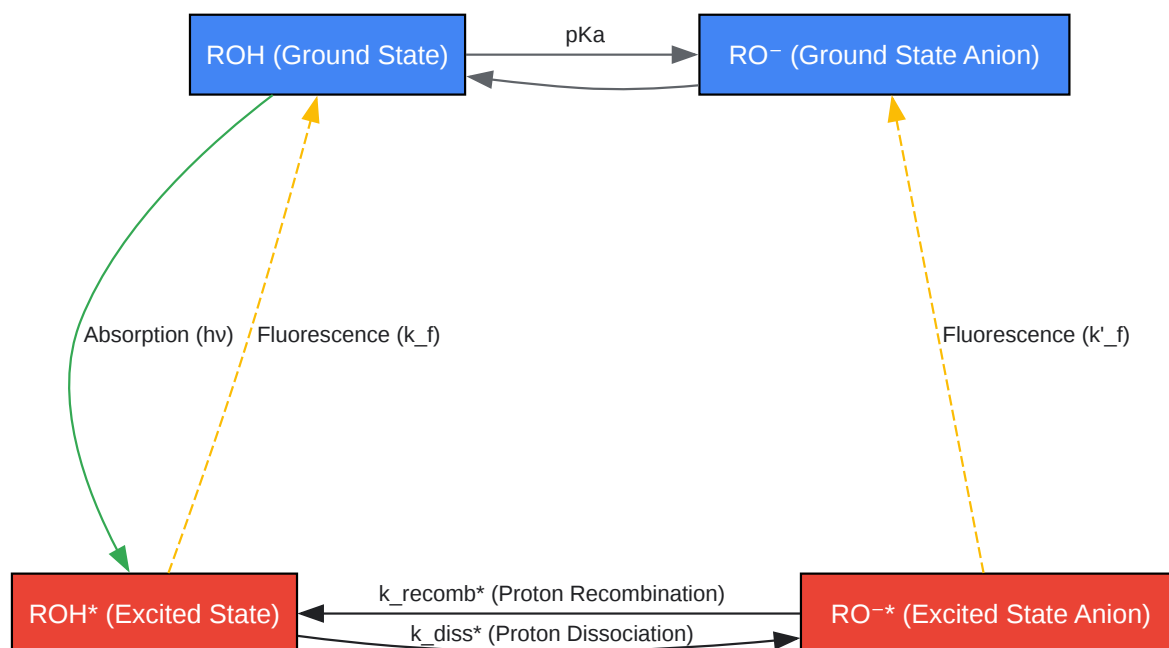 pKa
ROH (Ground State)
RO⁻ (Ground State Anion)
Absorption (hν)
Fluorescence (k_f)
Fluorescence (k'_f)
k_recomb* (Proton Recombination)
ROH* (Excited State)
RO⁻* (Excited State Anion)
k_diss* (Proton Dissociation)